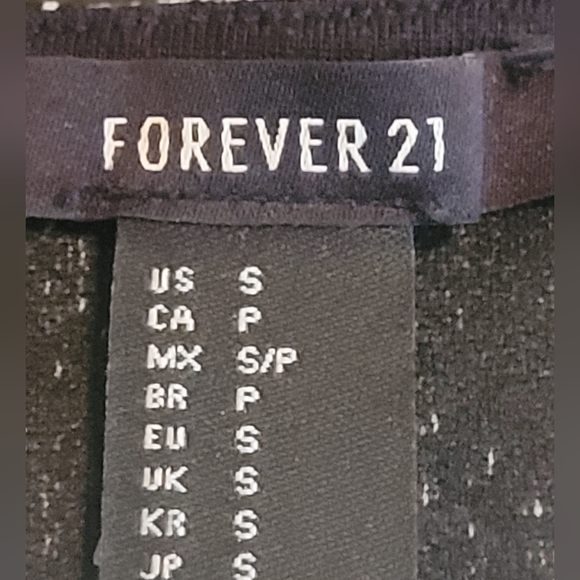 FOREVER 21
US S
CA P
MX S/P
BR P
EU S
UK S
KR S
JP S